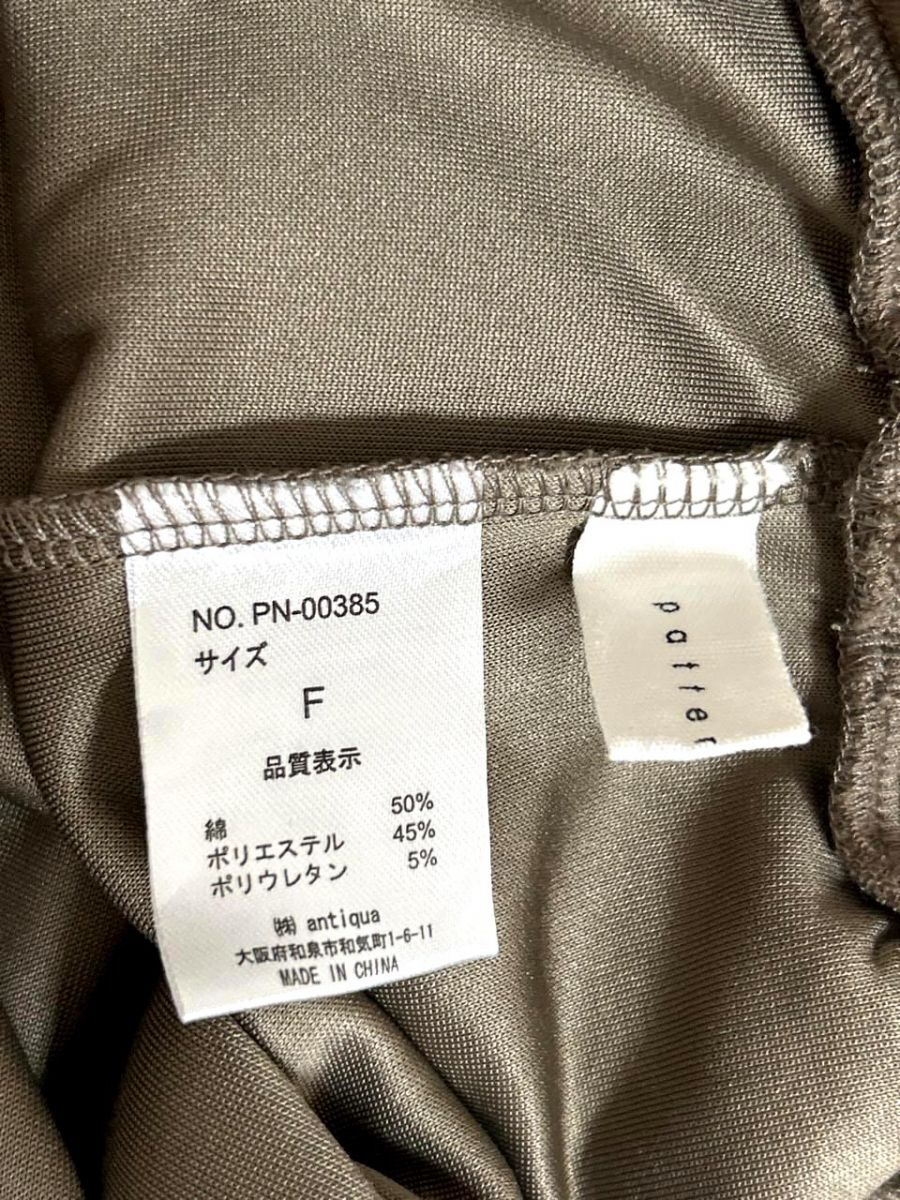 NO. PN-00385
サイズ
F
品質表示
綿 50%
ポリエステル 45%
ポリウレタン 5%
㈱ antiqua
大阪府和泉市和気町1-6-11
MADE IN CHINA
patter